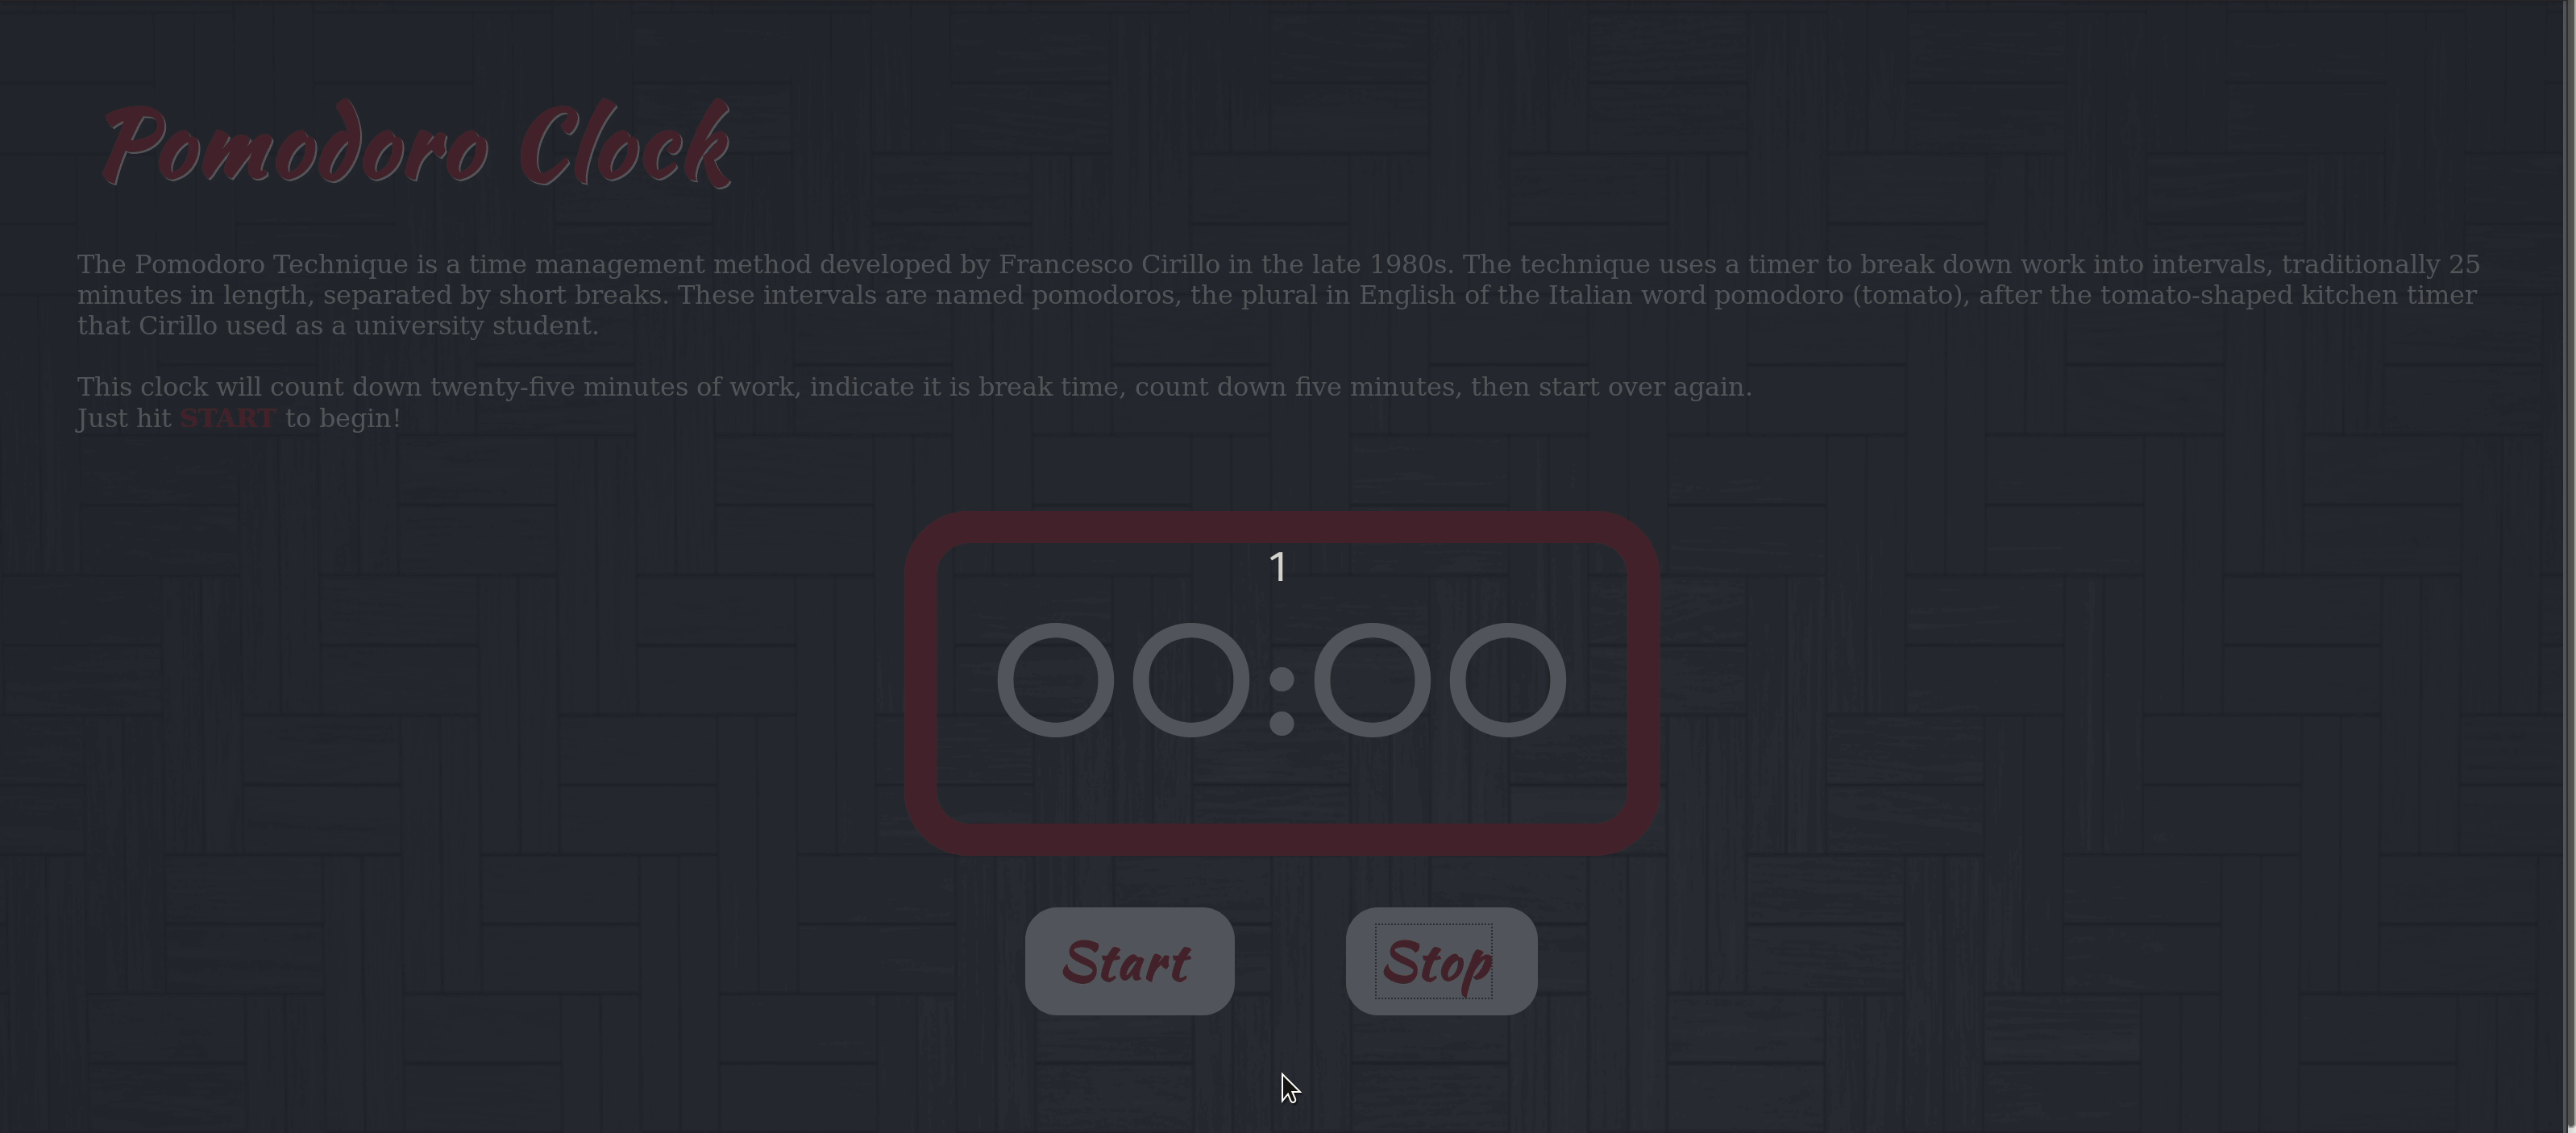 Pomodoro Clock
The Pomodoro Technique is a time management method developed by Francesco Cirillo in the late 1980s. The technique uses a timer to break down work into intervals, traditionally 25
minutes in length, separated by short breaks. These intervals are named pomodoros, the plural in English of the Italian word pomodoro (tomato), after the tomato-shaped kitchen timer
that Cirillo used as a university student.
This clock will count down twenty-five minutes of work, indicate it is break time, count down five minutes, then start over again.
Just hit START to begin!
1
00:00
Start Stop